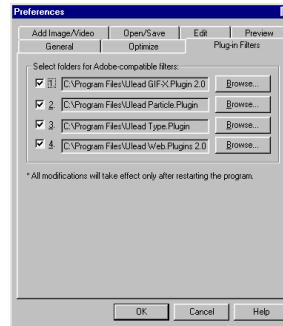 Preferences
Add Image/Video Open/Save Edit Preview
General Optimize Plug-in Filters
Select folders for Adobe-compatible filters:
1. C:\Program Files\Ulead GIF-X.Plugin 2.0 Browse...
2. C:\Program Files\Ulead Particle.Plugin Browse...
3. C:\Program Files\Ulead Type.Plugin Browse...
4. C:\Program Files\Ulead Web.Plugins 2.0 Browse...
* All modifications will take effect only after restarting the program.
OK Cancel Help